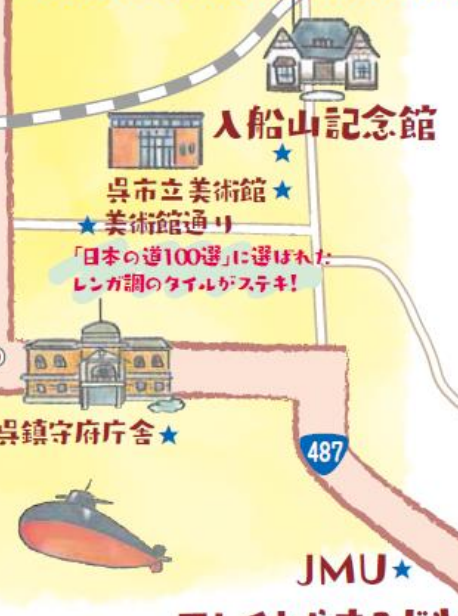 入船山記念館
呉市立美術館
美術館通り
「日本の道100選」に選ばれた
レンガ調のタイルがステキ!
呉鎮守府庁舎
487
JMU